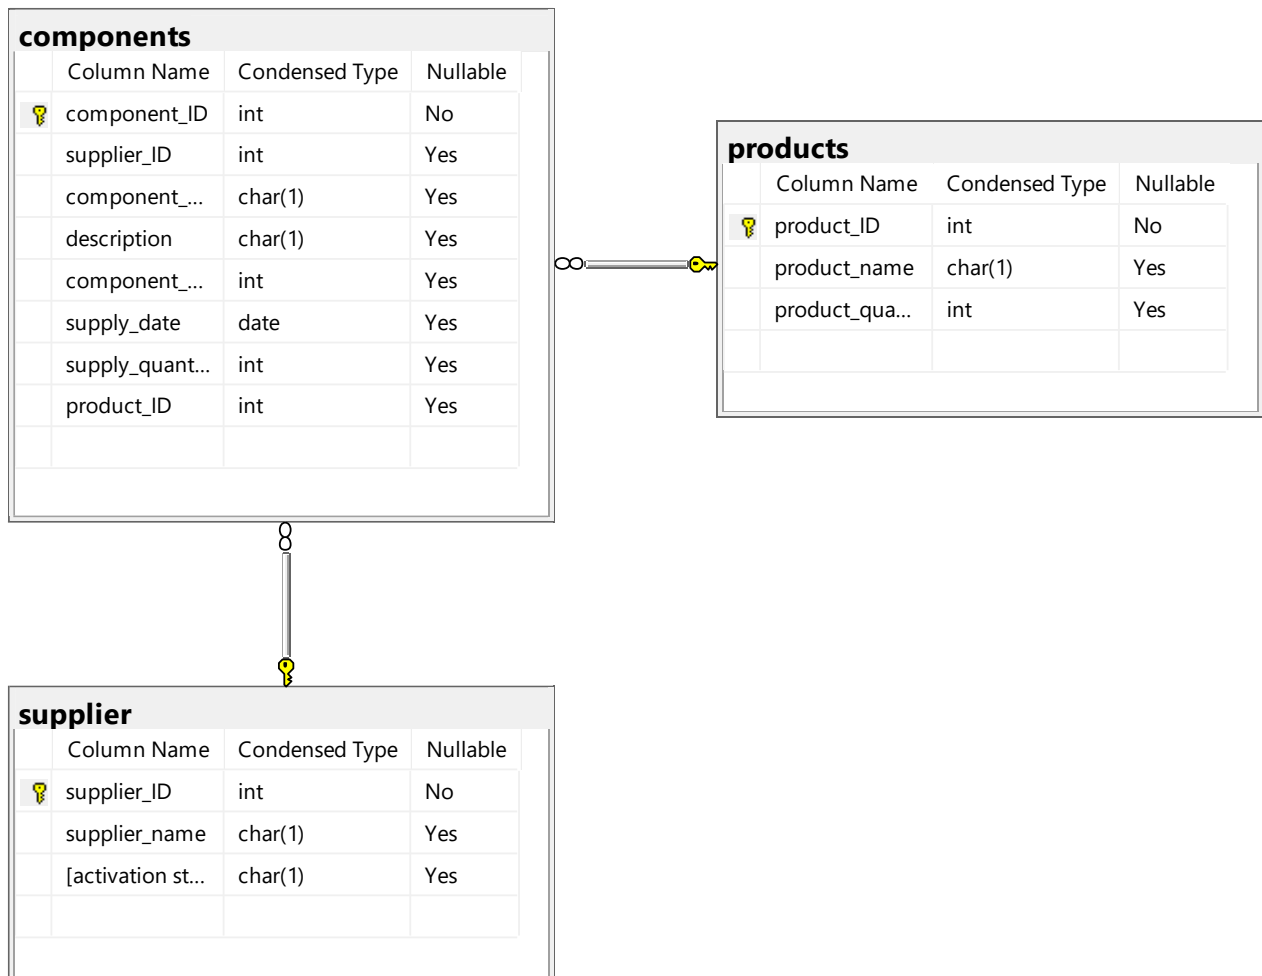 components
Column Name Condensed Type Nullable
component_ID int No
supplier_ID int Yes
component_... char(1) Yes
description char(1) Yes
component_... int Yes
supply_date date Yes
supply_quant... int Yes
product_ID int Yes
products
Column Name Condensed Type Nullable
product_ID int No
product_name char(1) Yes
product_qua... int Yes
supplier
Column Name Condensed Type Nullable
supplier_ID int No
supplier_name char(1) Yes
[activation st... char(1) Yes